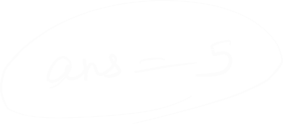 ans = 5